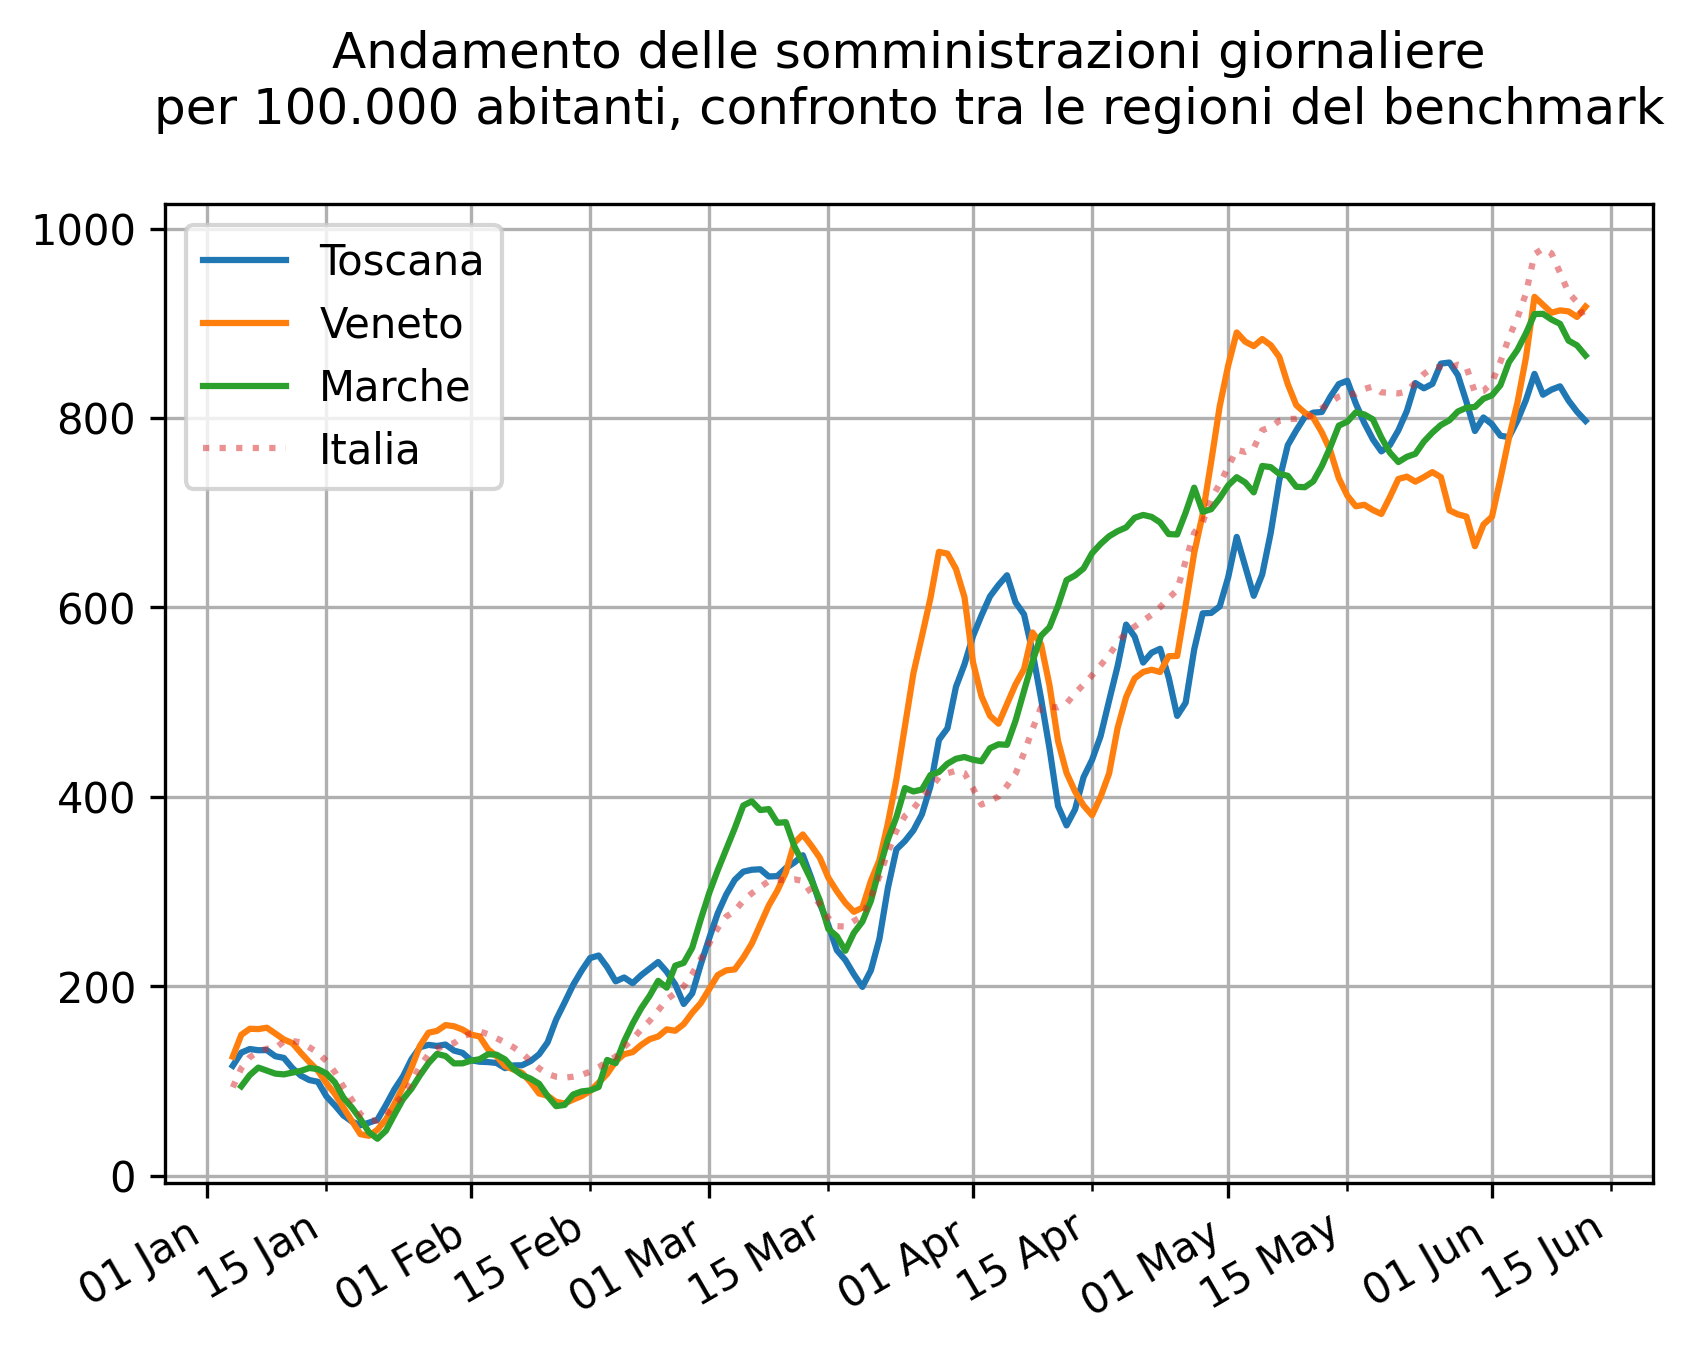 Andamento delle somministrazioni giornaliere
per 100.000 abitanti, confronto tra le regioni del benchmark
1000
800
600
400
200
0
Toscana
Veneto
Marche
Italia
01 Jan
15 Jan
01 Feb
15 Feb
01 Mar
15 Mar
01 Apr
15 Apr
01 May
15 May
01 Jun
15 Jun